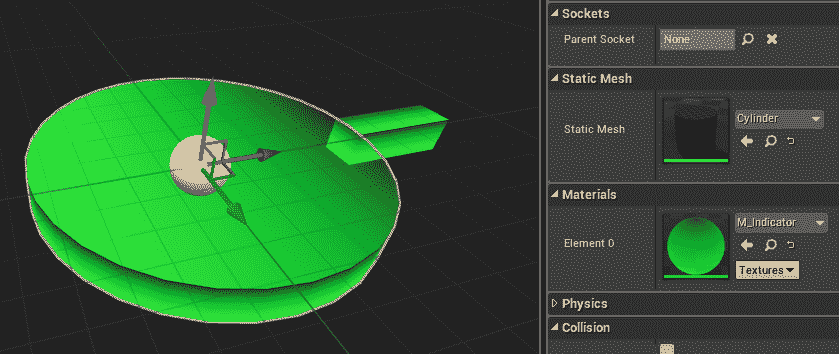 Sockets
Parent Socket
None
Static Mesh
Static Mesh
Cylinder
Materials
Element 0
M_Indicator
Textures
Physics
Collision